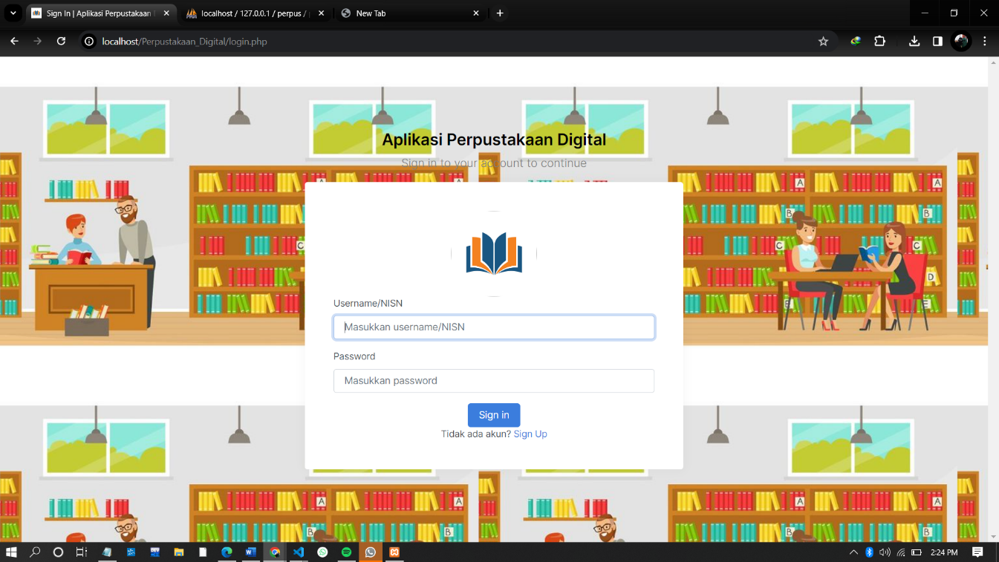 Sign In | Aplikasi Perpustakaan
localhost / 127.0.0.1 / perpus /
New Tab
localhost/Perpustakaan_Digital/login.php
Aplikasi Perpustakaan Digital
Sign in to your account to continue
A A A
B B
C C C
D
E E
Username/NISN
Masukkan username/NISN
Password
Masukkan password
Sign in
Tidak ada akun? Sign Up
A A A
B B B
2:24 PM